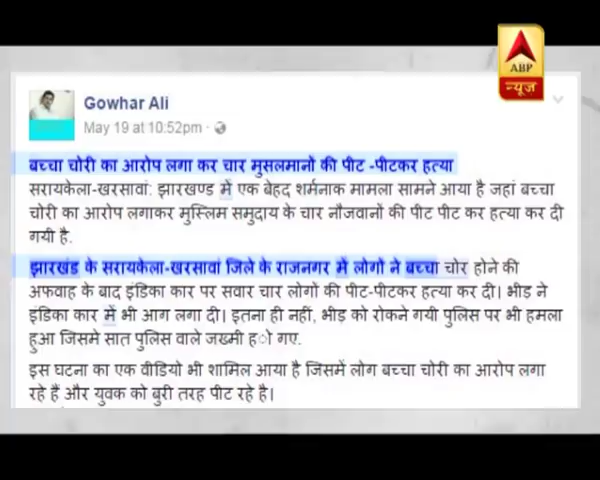 ABP
न्यूज़
Gowhar Ali
May 19 at 10:52pm ·
बच्चा चोरी का आरोप लगा कर चार मुसलमानों की पीट -पीटकर हत्या
सरायकेला-खरसावां: झारखण्ड में एक बेहद शर्मनाक मामला सामने आया है जहां बच्चा
चोरी का आरोप लगाकर मुस्लिम समुदाय के चार नौजवानों की पीट पीट कर हत्या कर दी
गयी है.
झारखंड के सरायकेला-खरसावां जिले के राजनगर में लोगों ने बच्चा चोर होने की
अफवाह के बाद इंडिका कार पर सवार चार लोगों की पीट-पीटकर हत्या कर दी। भीड़ ने
इंडिका कार में भी आग लगा दी। इतना ही नहीं, भीड़ को रोकने गयी पुलिस पर भी हमला
हुआ जिसमे सात पुलिस वाले जख्मी ह◌ो गए.
इस घटना का एक वीडियो भी शामिल आया है जिसमें लोग बच्चा चोरी का आरोप लगा
रहे हैं और युवक को बुरी तरह पीट रहे है।